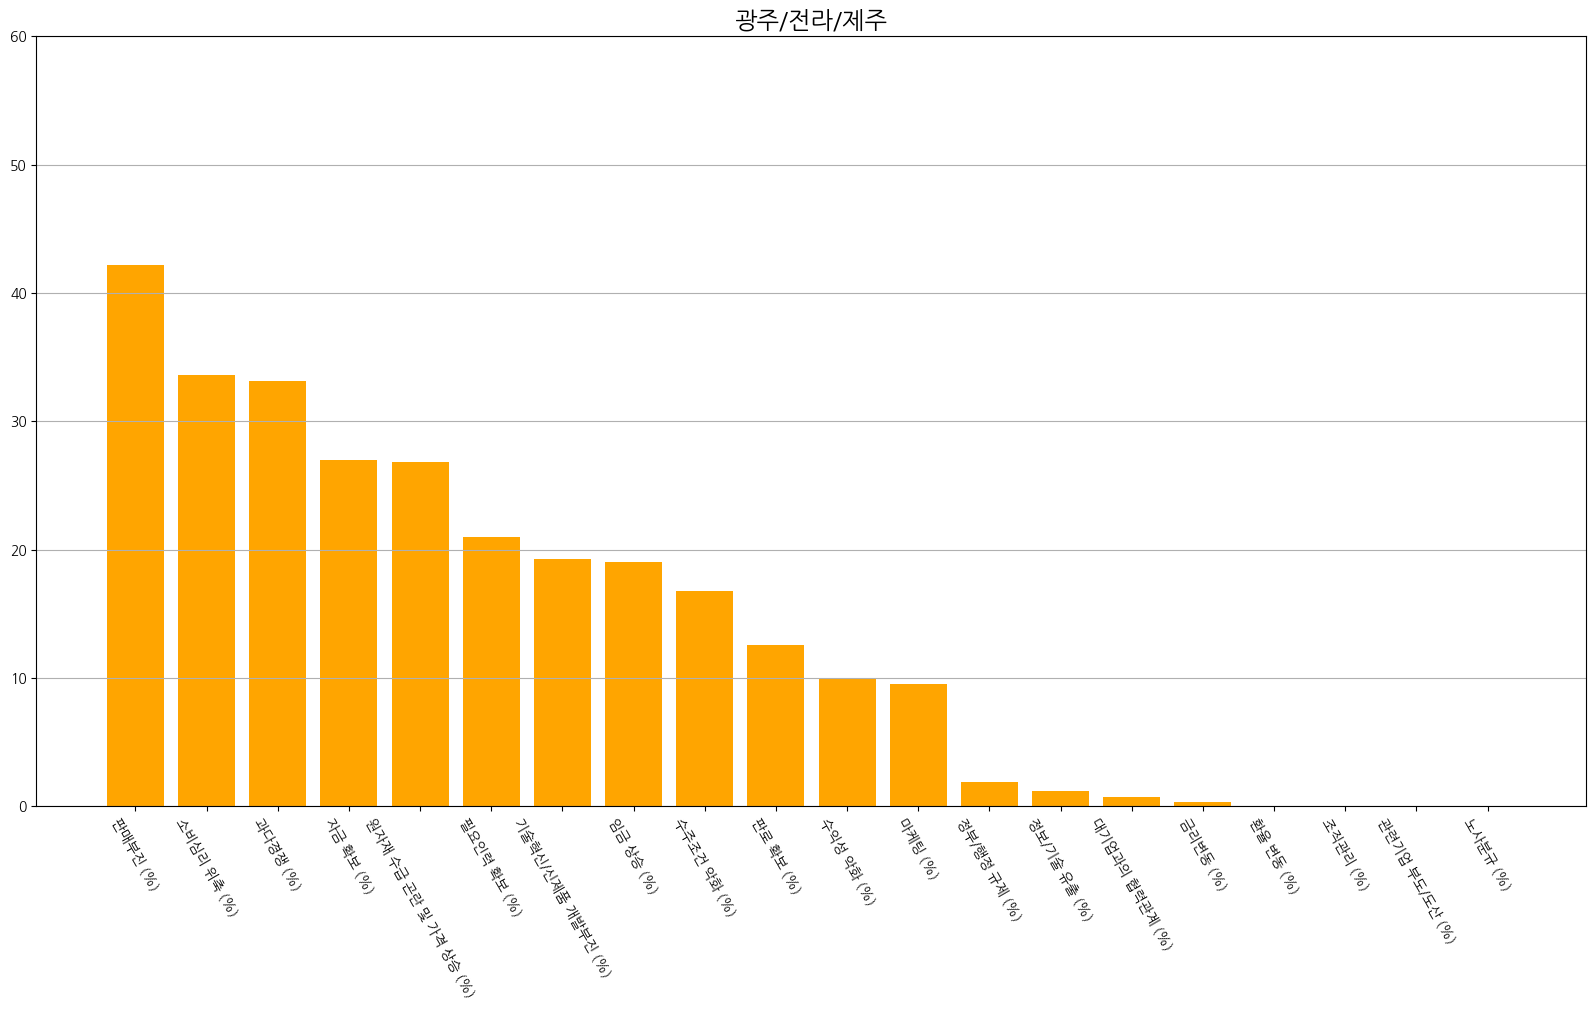 광주/전라/제주
60
50
40
30
20
10
0
판매부진 (%)
소비심리 위축 (%)
과다경쟁 (%)
자금 확보 (%)
원자재 수급 곤란 및 가격 상승 (%)
필요인력 확보 (%)
기술혁신/신제품 개발부진 (%)
임금 상승 (%)
수주조건 악화 (%)
판로 확보 (%)
수익성 악화 (%)
마케팅 (%)
정부/행정 규제 (%)
정보/기술 유출 (%)
대기업과의 협력관계 (%)
금리변동 (%)
환율 변동 (%)
조직관리 (%)
관련기업 부도/도산 (%)
노사분규 (%)